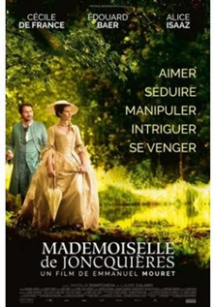 CÉCILE DE FRANCE
ÉDOUARD BAER
ALICE ISAAZ
AIMER
SÉDUIRE
MANIPULER
INTRIGUER
SE VENGER
MADEMOISELLE
de JONCQUIÈRES
UN FILM DE EMMANUEL MOURET